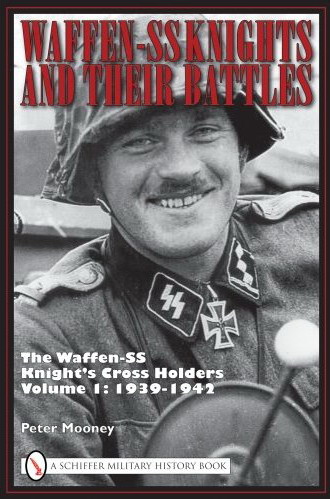 WAFFEN-SS KNIGHTS
AND THEIR BATTLES
The Waffen-SS
Knight's Cross Holders
Volume 1: 1939-1942
Peter Mooney
A SCHIFFER MILITARY HISTORY BOOK